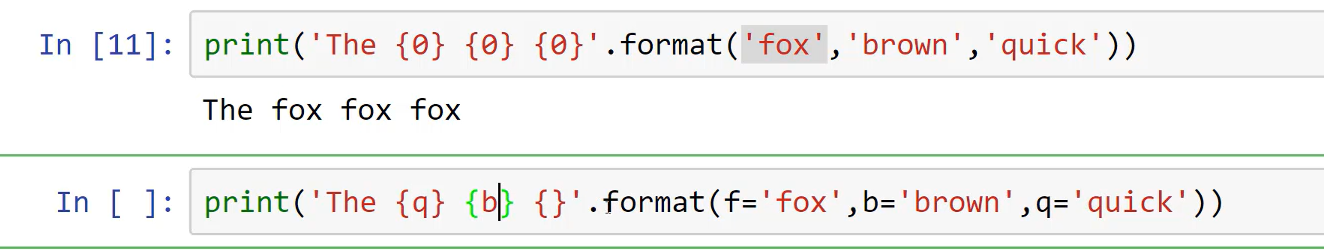 In [11]: print('The {0} {0} {0}'.format('fox','brown','quick'))
The fox fox fox
In [ ]: print('The {q} {b} {}'.format(f='fox',b='brown',q='quick'))